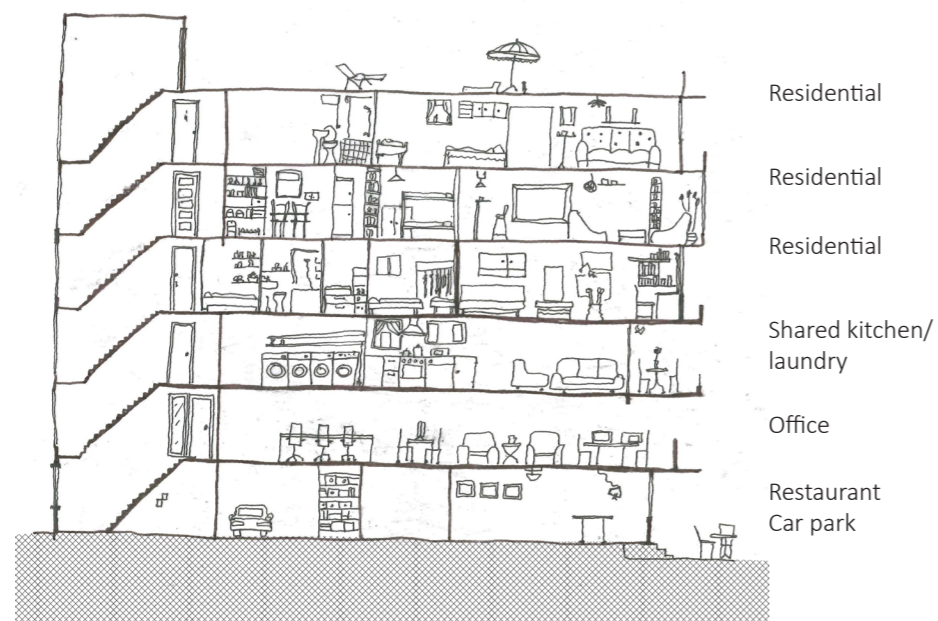 Residential
Residential
Residential
Shared kitchen/
laundry
Office
Restaurant
Car park